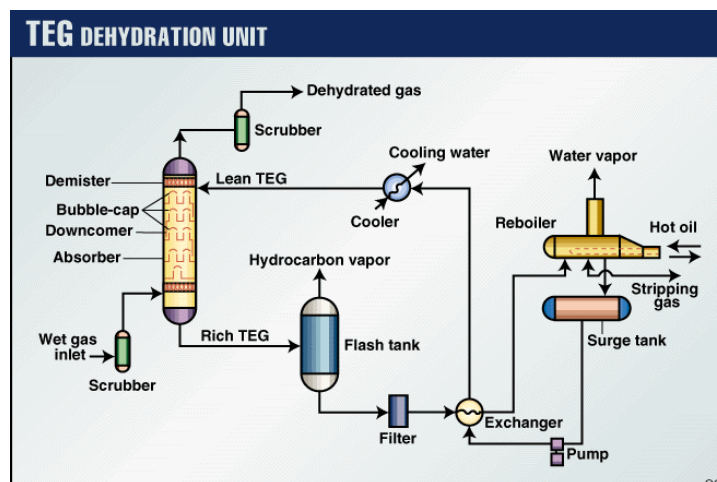 TEG DEHYDRATION UNIT
Dehydrated gas
Scrubber
Cooling water
Water vapor
Demister
Lean TEG
Bubble-cap
Cooler
Reboiler
Hot oil
Downcomer
Absorber
Hydrocarbon vapor
Stripping
gas
Wet gas
inlet
Rich TEG
Flash tank
Surge tank
Scrubber
Filter
Exchanger
Pump